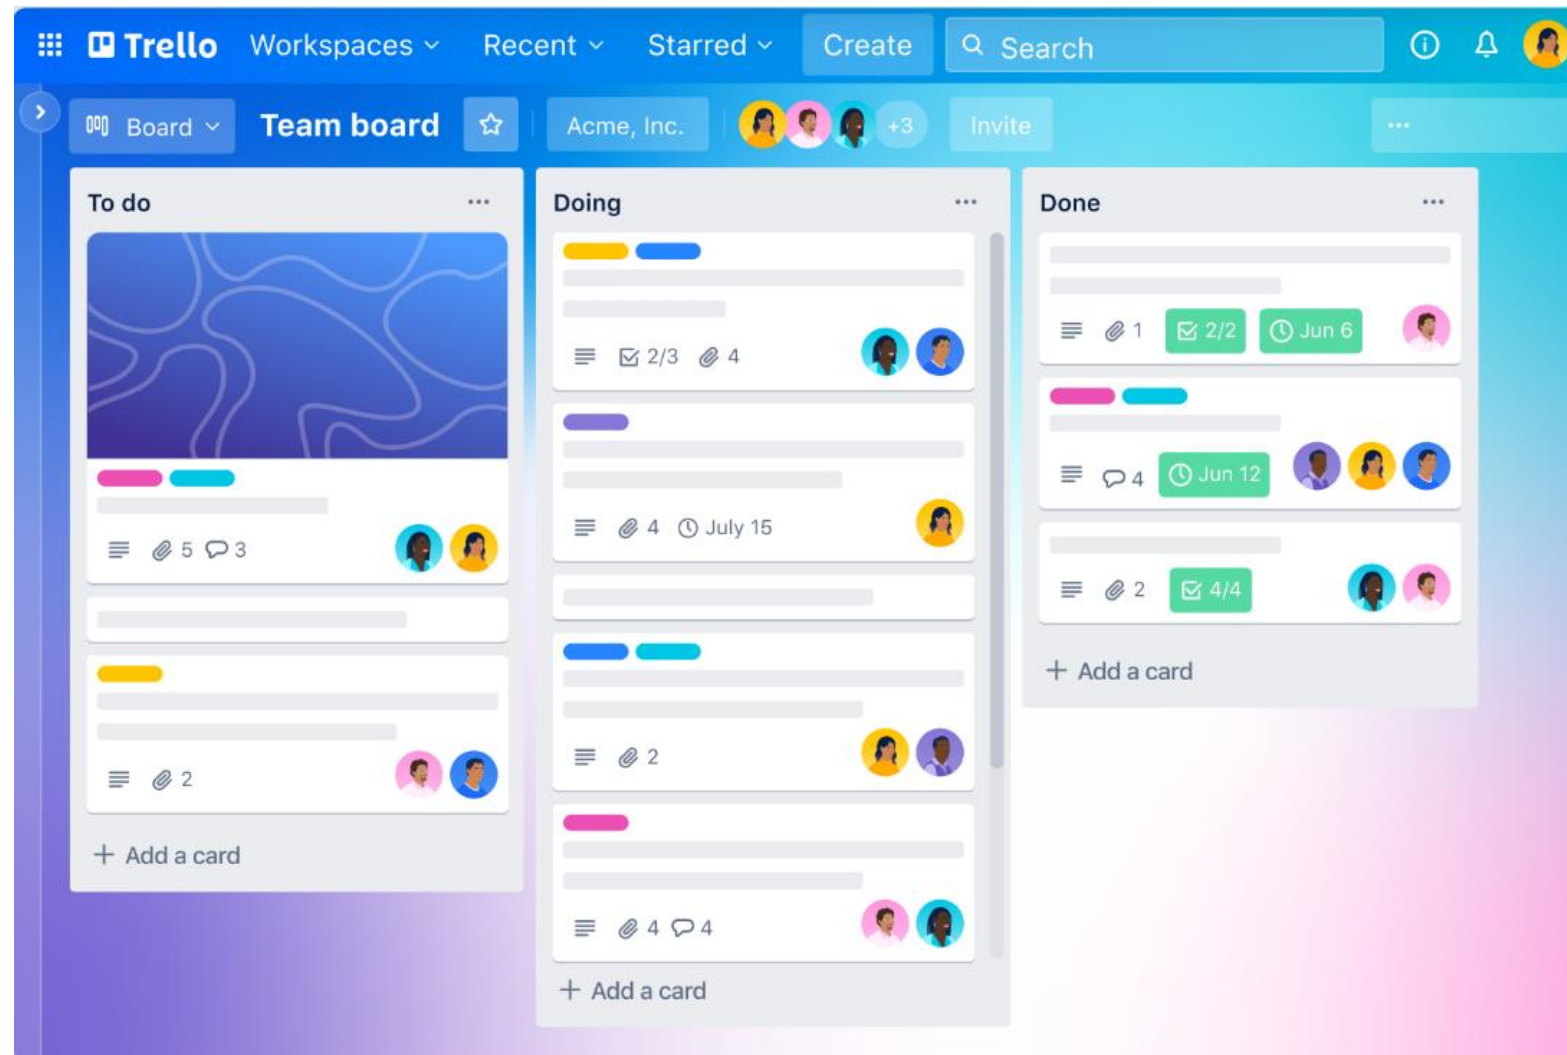 Trello Workspaces Recent Starred Create Search
Board Team board Acme, Inc. +3 Invite
To do
5 3
2
+ Add a card
Doing
2/3 4
4 July 15
2
4 4
+ Add a card
Done
1 2/2 Jun 6
4 Jun 12
2 4/4
+ Add a card